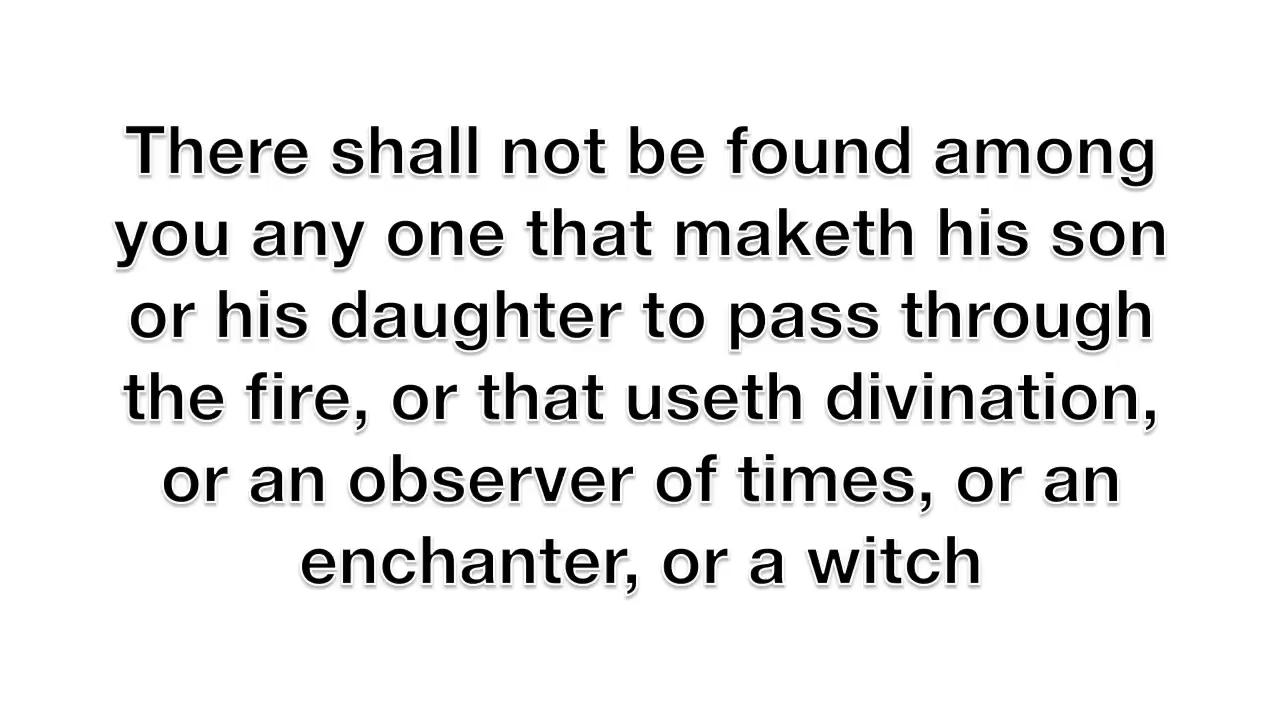 There shall not be found among
you any one that maketh his son
or his daughter to pass through
the fire, or that useth divination,
or an observer of times, or an
enchanter, or a witch